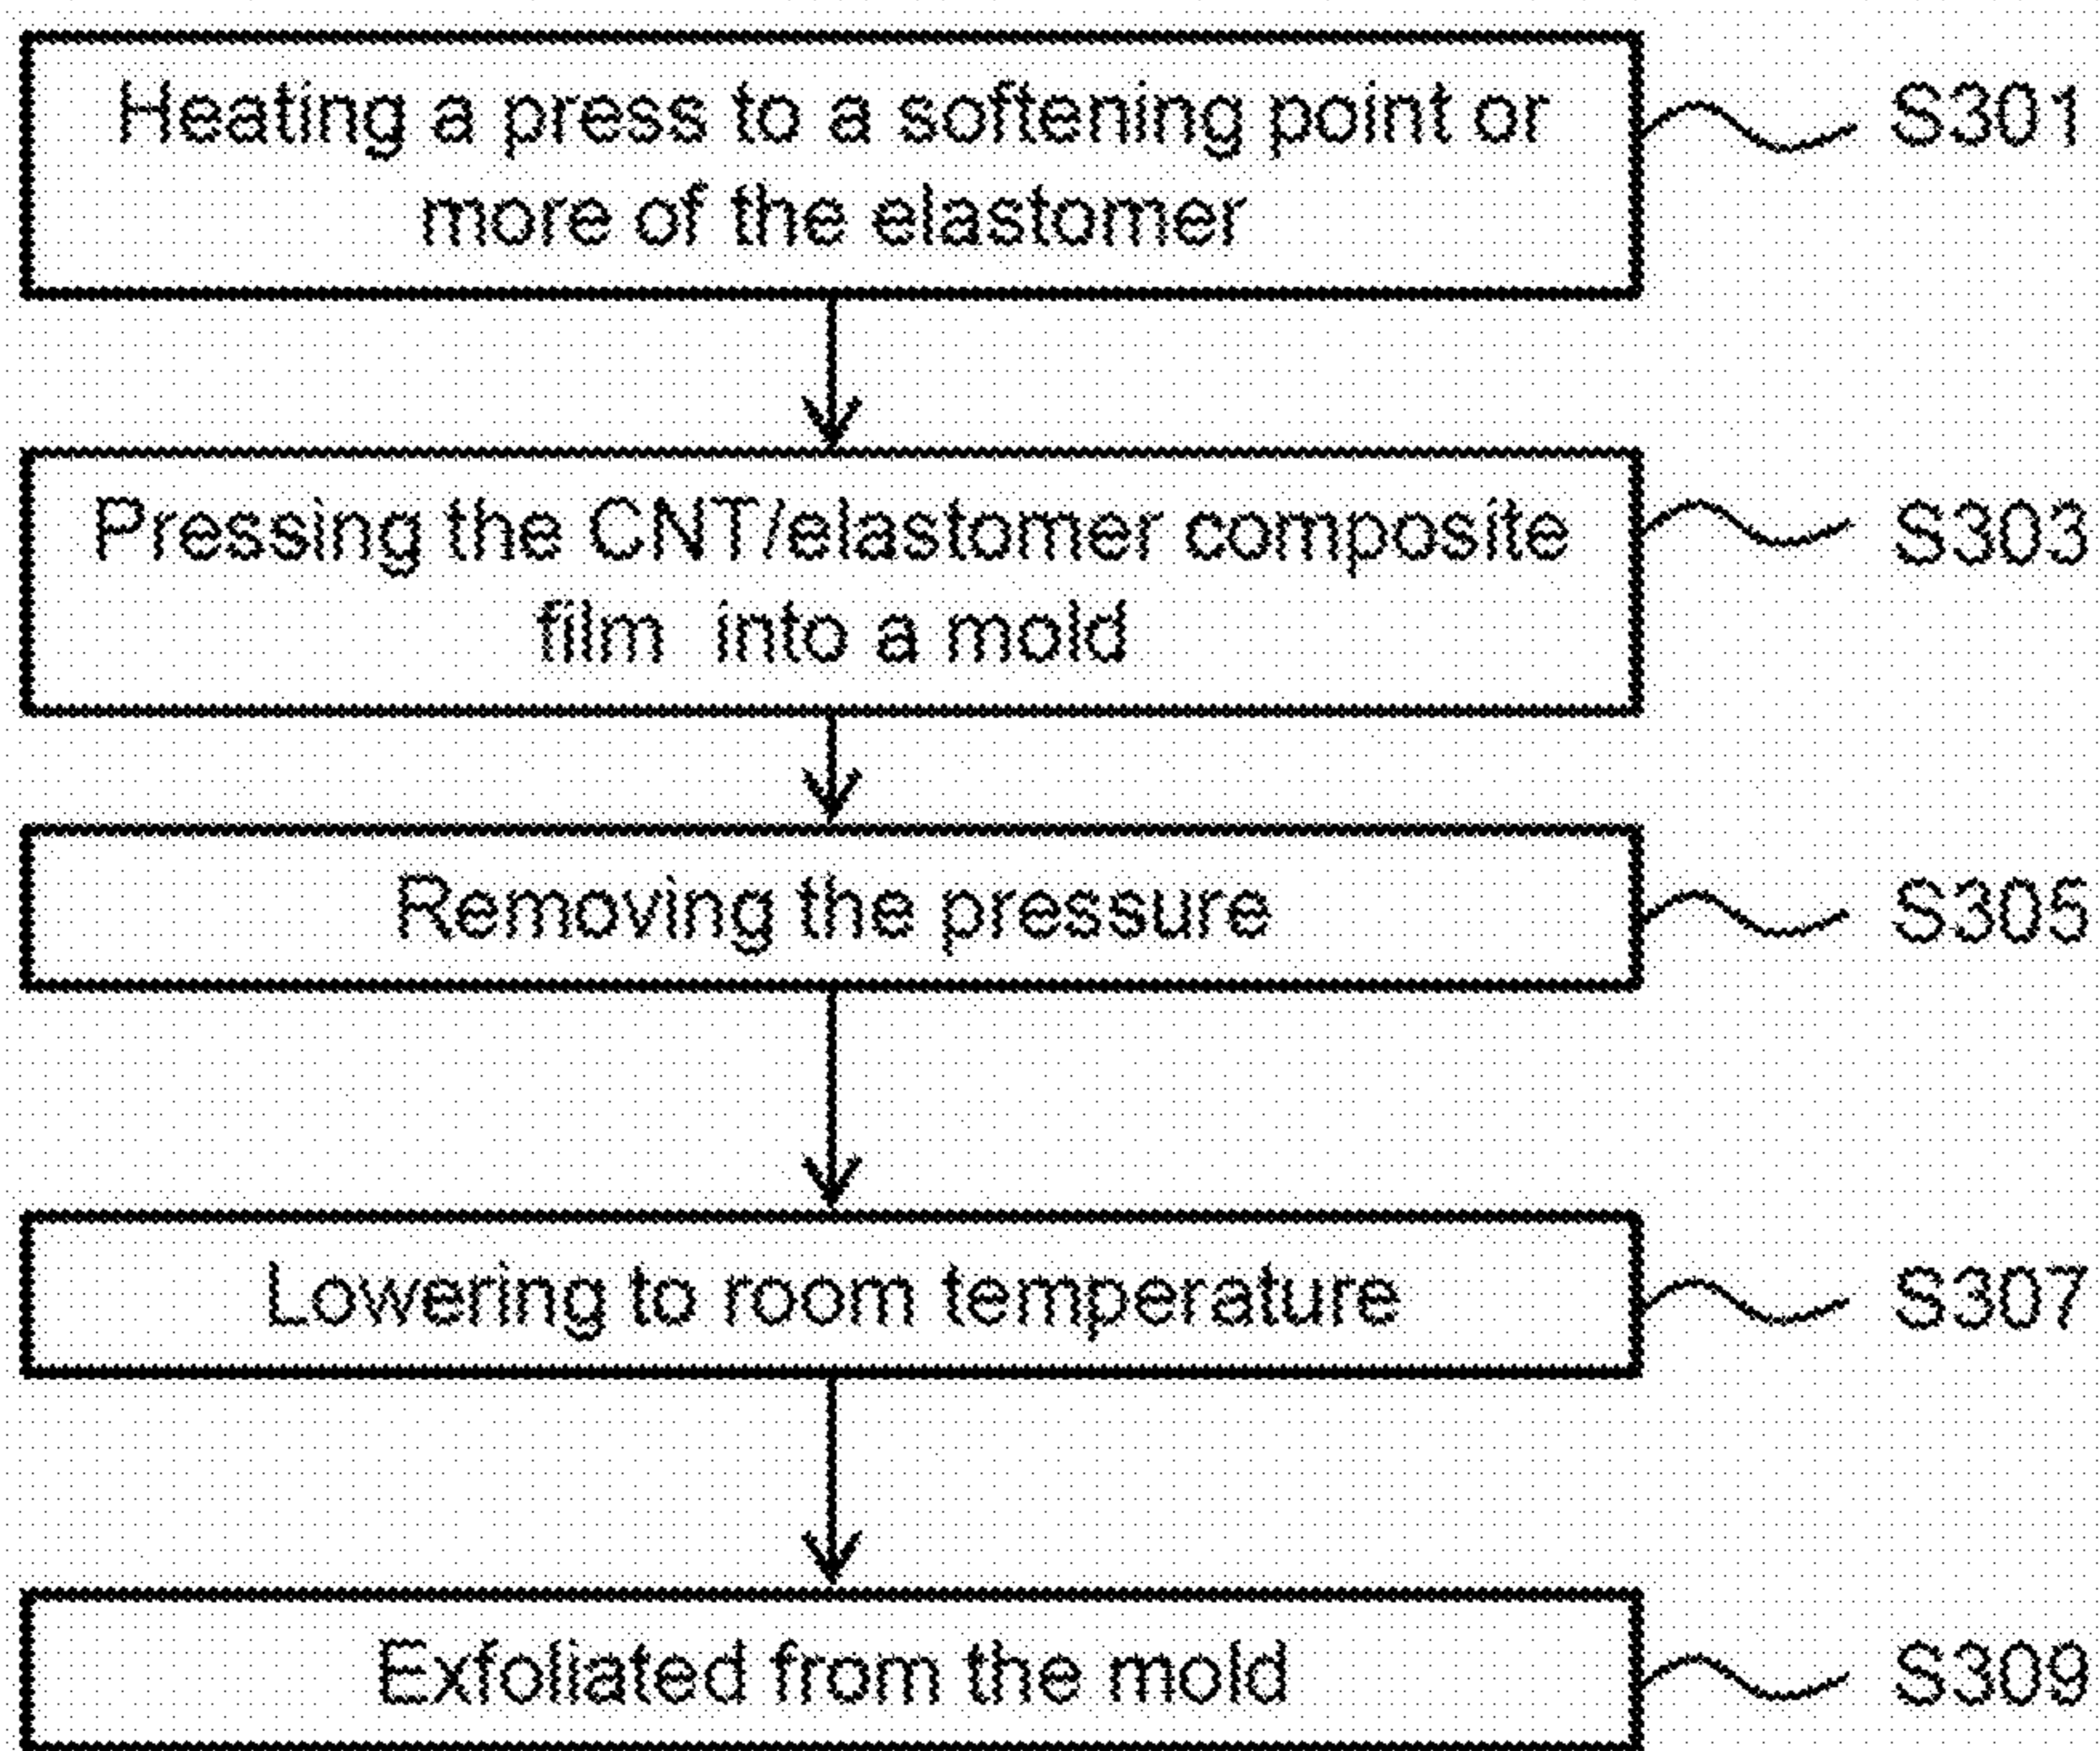 Heating a press to a softening point or
more of the elastomer
S301
Pressing the CNT/elastomer composite
film into a mold
S303
Removing the pressure
S305
Lowering to room temperature
S307
Exfoliated from the mold
S309